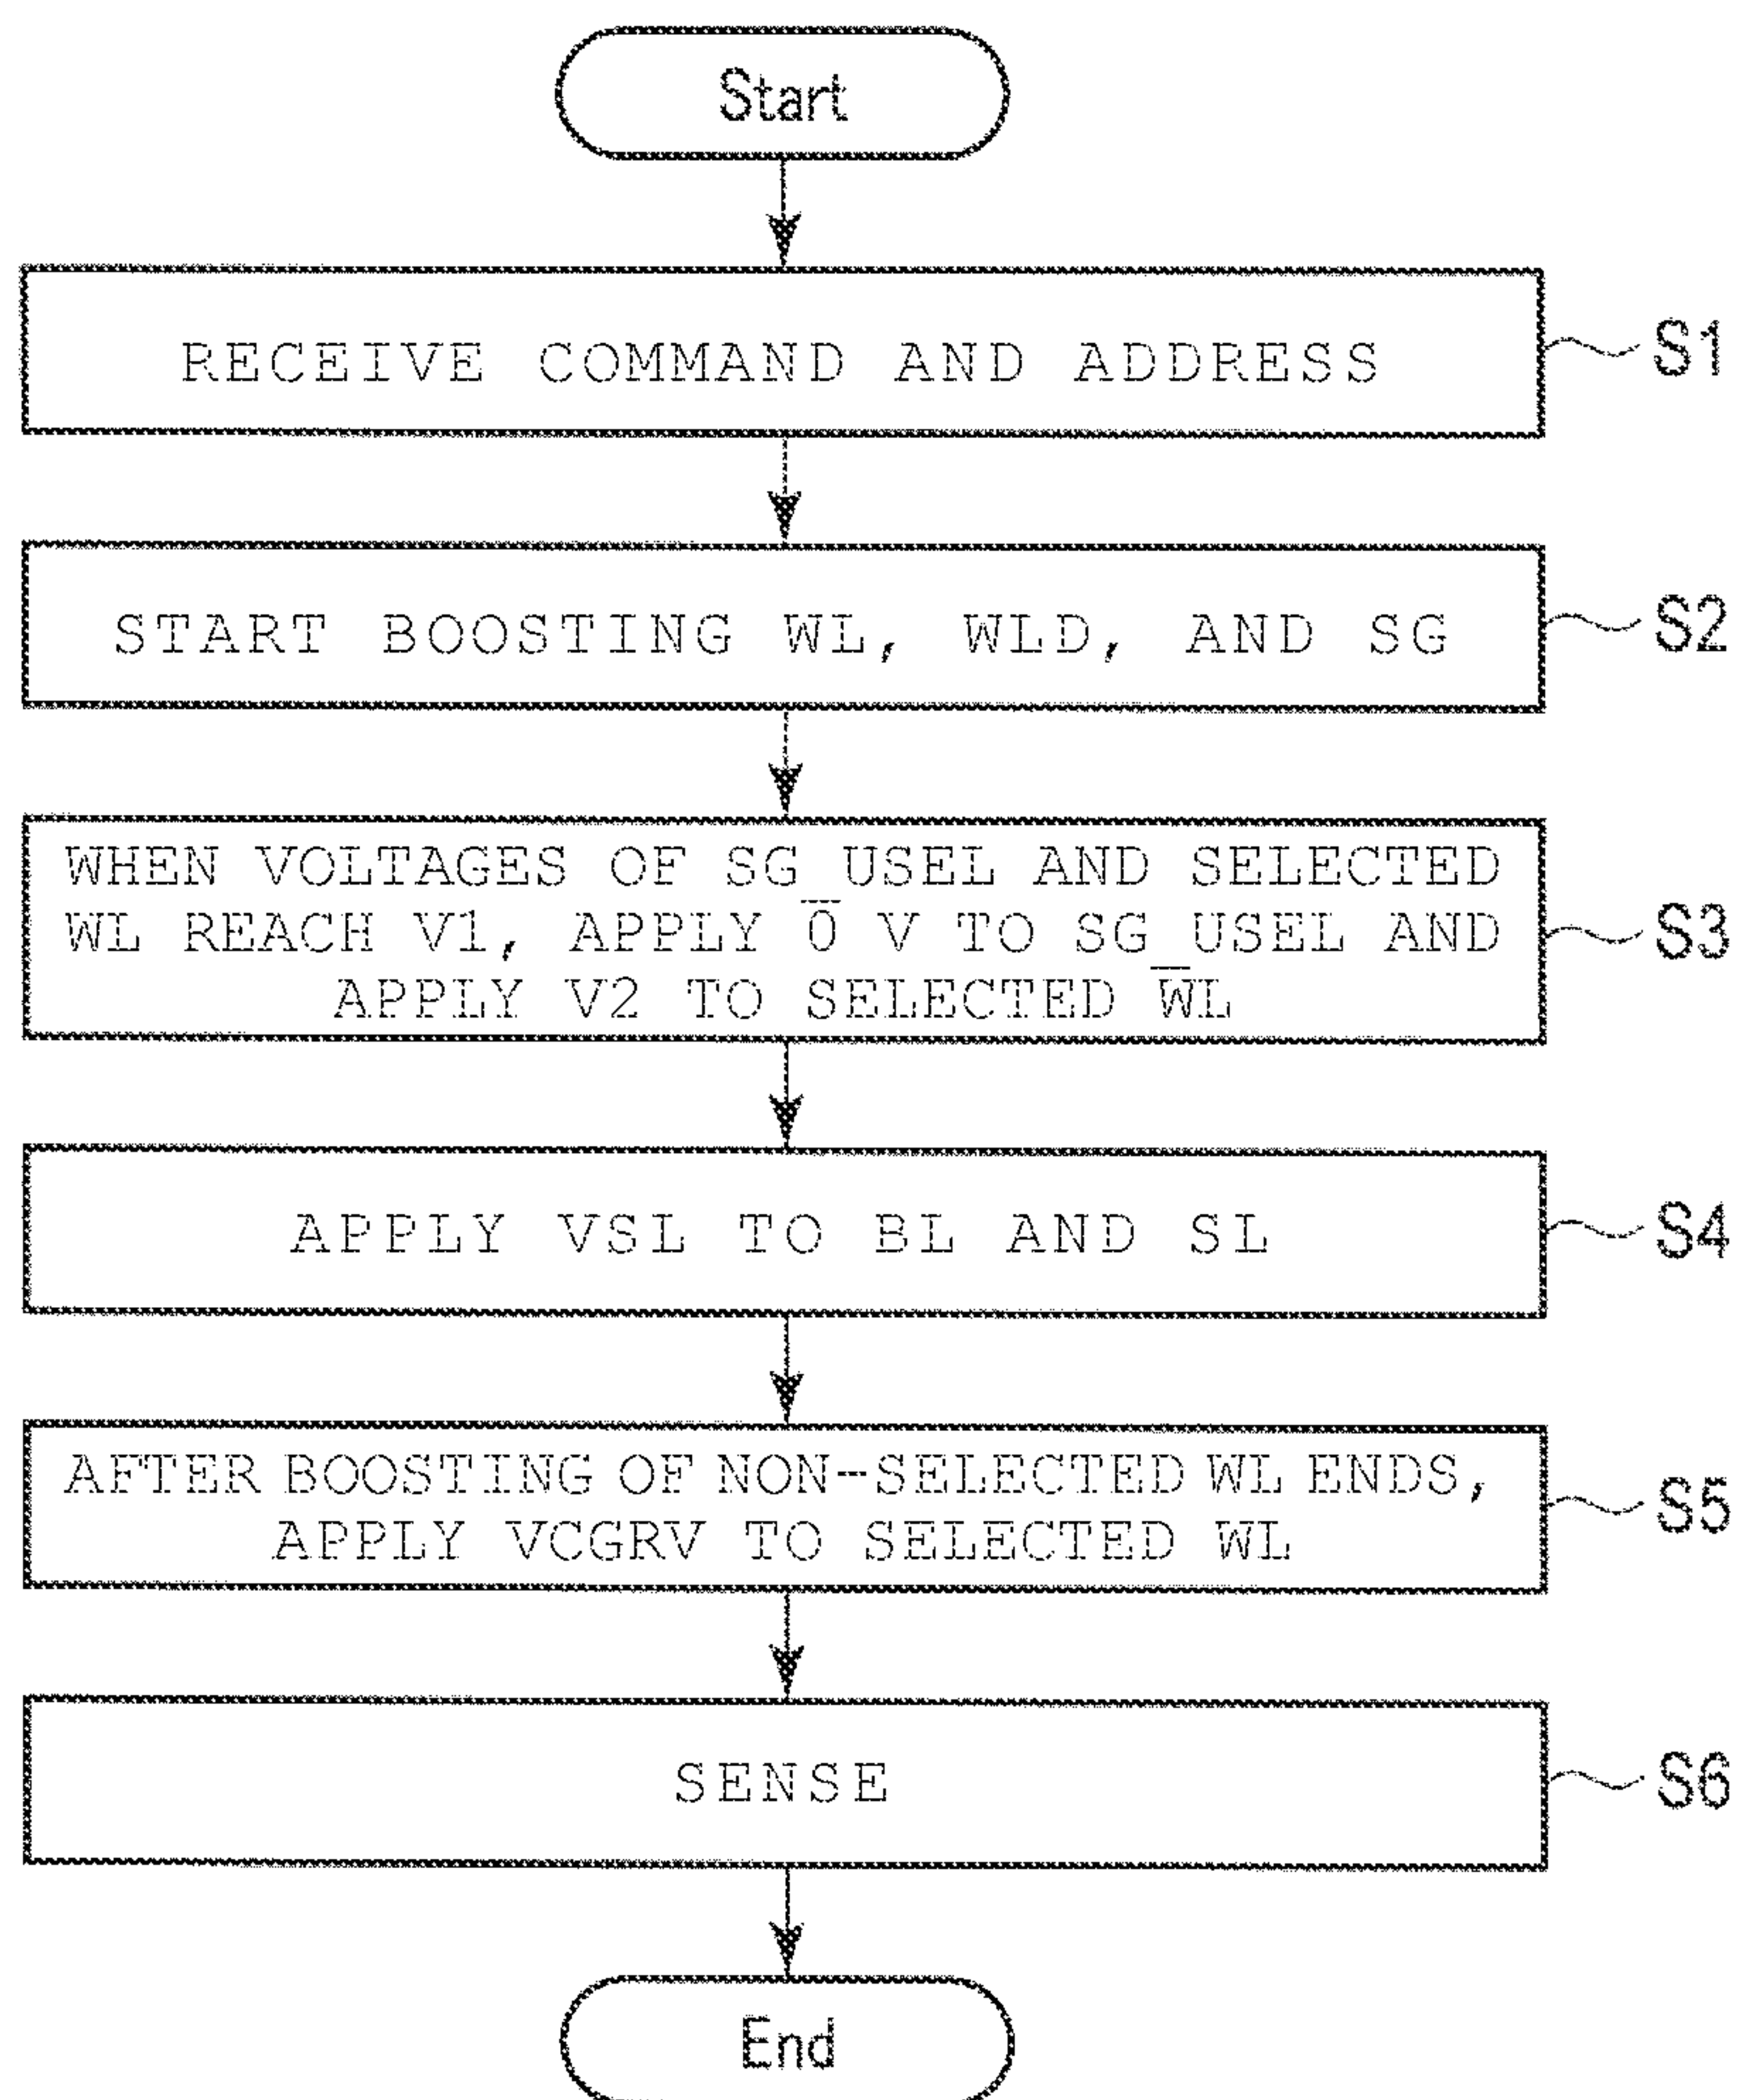 Start
RECEIVE COMMAND AND ADDRESS
S1
START BOOSTING WL, WLD, AND SG
S2
WHEN VOLTAGES OF SG_USEL AND SELECTED
WL REACH V1, APPLY 0 V TO SG_USEL AND
APPLY V2 TO SELECTED WL
S3
APPLY VSL TO BL AND SL
S4
AFTER BOOSTING OF NON-SELECTED WL ENDS,
APPLY VCGRV TO SELECTED WL
S5
SENSE
S6
End